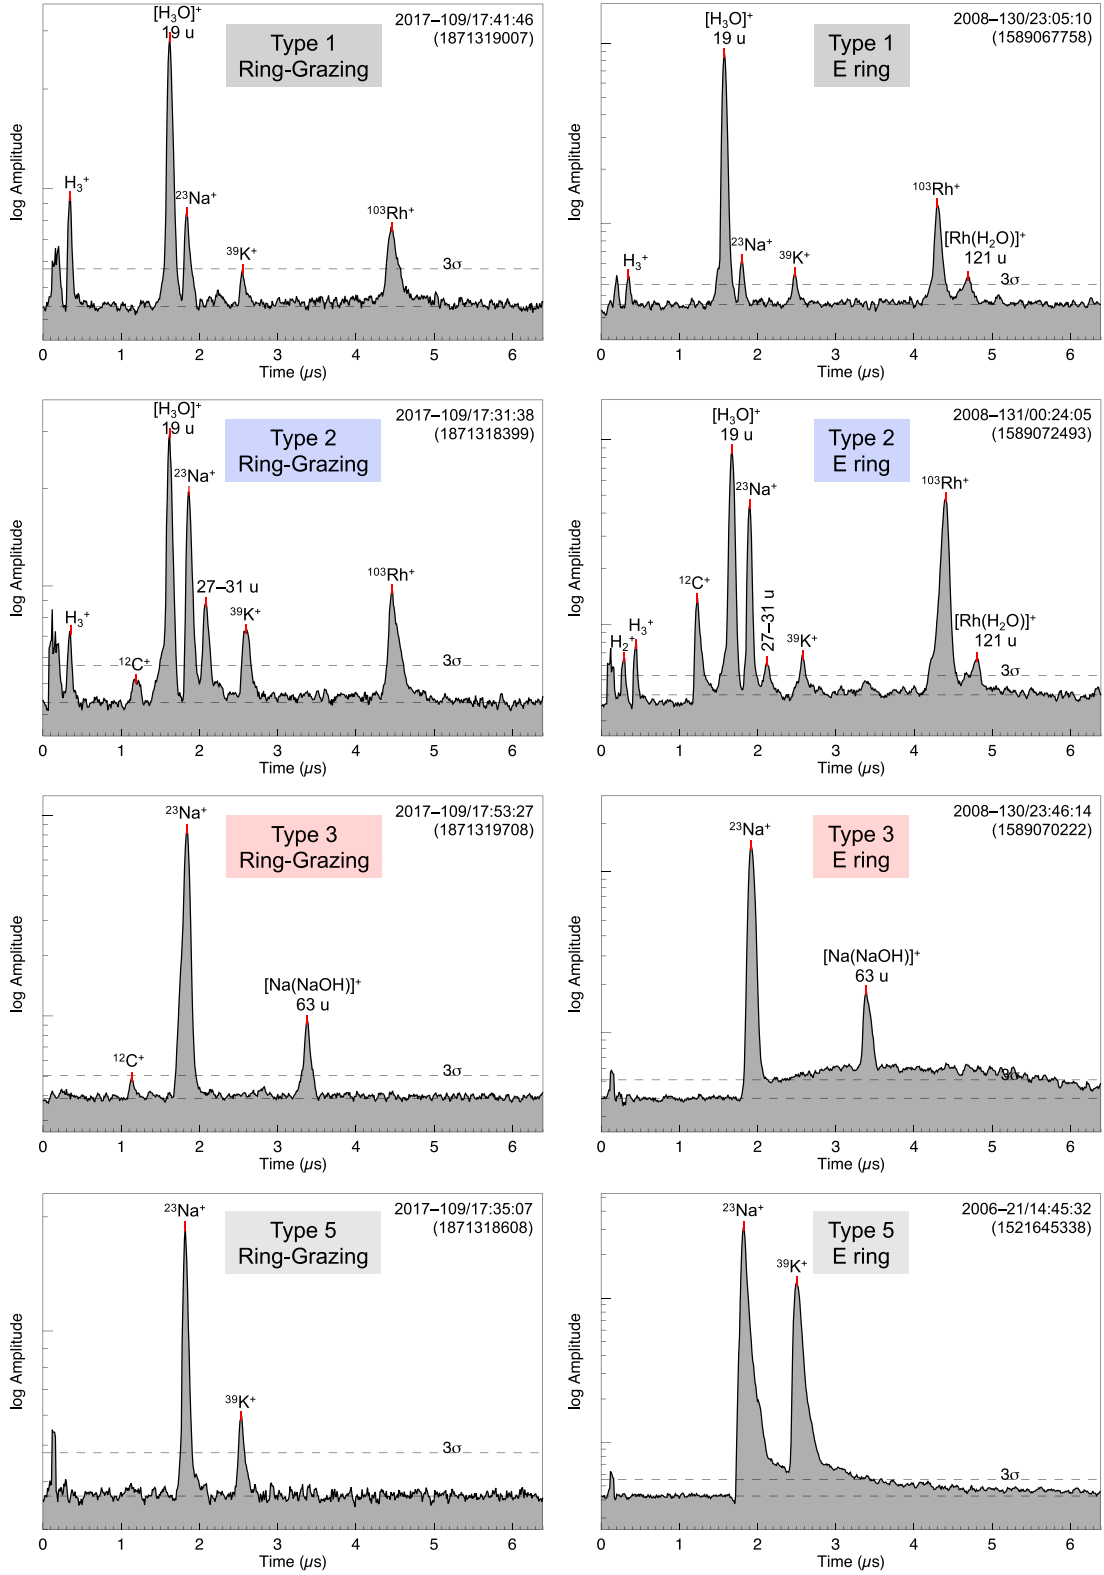 [H₃O]⁺
19 u
2017–109/17:41:46
(1871319007)
Type 1
Ring-Grazing
H₃⁺
²³Na⁺
³⁹K⁺
¹⁰³Rh⁺
3σ
log Amplitude
0 1 2 3 4 5 6
Time (µs)
[H₃O]⁺
19 u
2008–130/23:05:10
(1589067758)
Type 1
E ring
H₃⁺
²³Na⁺
³⁹K⁺
¹⁰³Rh⁺
[Rh(H₂O)]⁺
121 u
3σ
log Amplitude
0 1 2 3 4 5 6
Time (µs)
[H₃O]⁺
19 u
2017–109/17:31:38
(1871318399)
Type 2
Ring-Grazing
H₃⁺
¹²C⁺
²³Na⁺
27–31 u
³⁹K⁺
¹⁰³Rh⁺
3σ
log Amplitude
0 1 2 3 4 5 6
Time (µs)
[H₃O]⁺
19 u
2008–131/00:24:05
(1589072493)
Type 2
E ring
H₂⁺
H₃⁺
¹²C⁺
²³Na⁺
27–31 u
³⁹K⁺
¹⁰³Rh⁺
[Rh(H₂O)]⁺
121 u
3σ
log Amplitude
0 1 2 3 4 5 6
Time (µs)
²³Na⁺
2017–109/17:53:27
(1871319708)
Type 3
Ring-Grazing
¹²C⁺
[Na(NaOH)]⁺
63 u
3σ
log Amplitude
0 1 2 3 4 5 6
Time (µs)
²³Na⁺
2008–130/23:46:14
(1589070222)
Type 3
E ring
[Na(NaOH)]⁺
63 u
3σ
log Amplitude
0 1 2 3 4 5 6
Time (µs)
²³Na⁺
2017–109/17:35:07
(1871318608)
Type 5
Ring-Grazing
³⁹K⁺
3σ
log Amplitude
0 1 2 3 4 5 6
Time (µs)
²³Na⁺
2006–21/14:45:32
(1521645338)
Type 5
E ring
³⁹K⁺
3σ
log Amplitude
0 1 2 3 4 5 6
Time (µs)